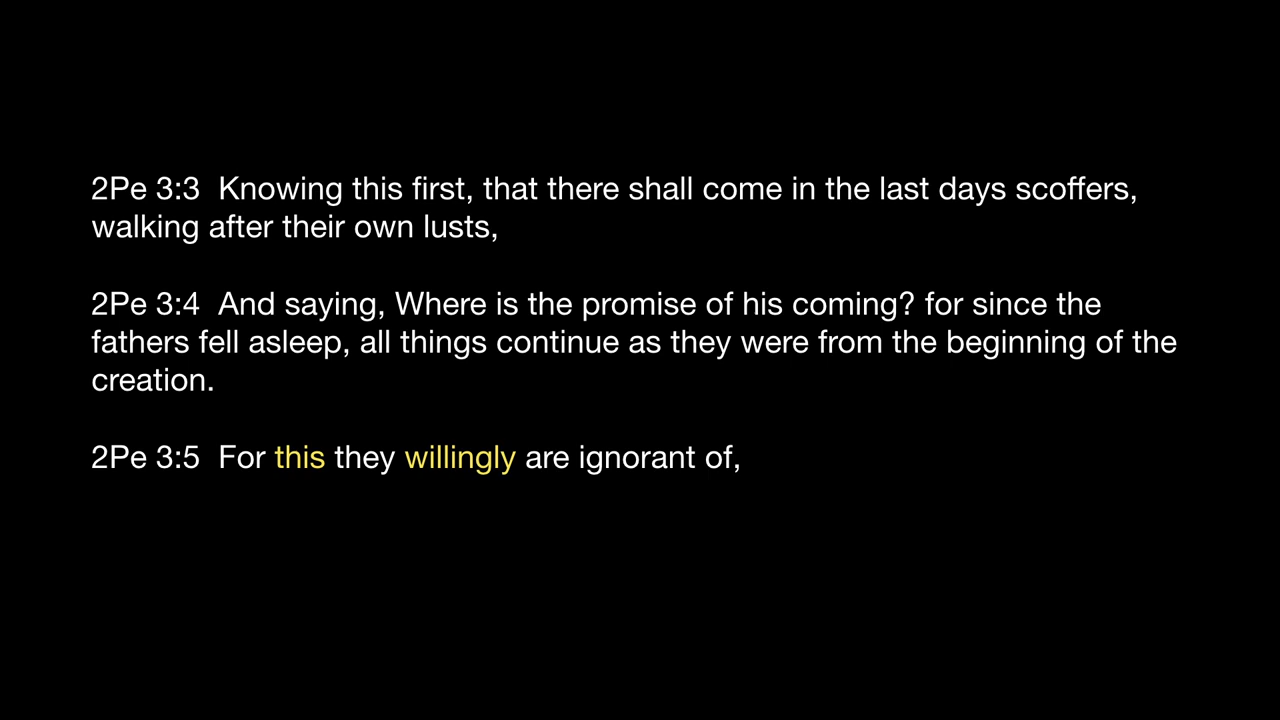 2Pe 3:3  Knowing this first, that there shall come in the last days scoffers,
walking after their own lusts,
2Pe 3:4  And saying, Where is the promise of his coming? for since the
fathers fell asleep, all things continue as they were from the beginning of the
creation.
2Pe 3:5  For this they willingly are ignorant of,